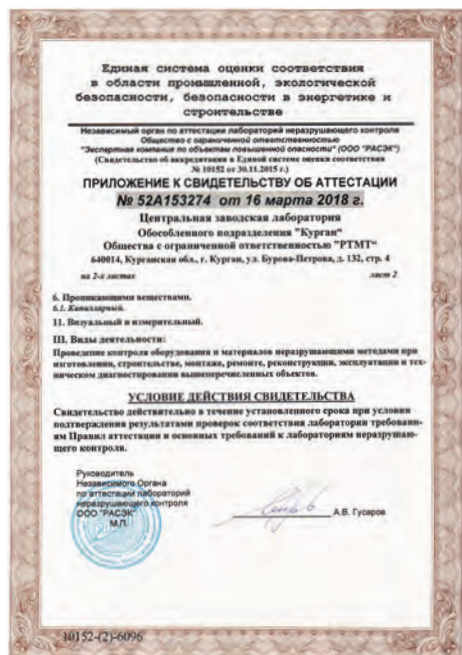 Единая система оценки соответствия
в области промышленной, экологической
безопасности, безопасности в энергетике и
строительстве
Независимый орган по аттестации лабораторий неразрушающего контроля
Общество с ограниченной ответственностью
"Экспертная компания по объектам повышенной опасности" (ООО "РАСЭК")
(Свидетельство об аккредитации в Единой системе оценки соответствия
№ 10152 от 30.11.2015 г.)
ПРИЛОЖЕНИЕ К СВИДЕТЕЛЬСТВУ ОБ АТТЕСТАЦИИ
№ 52А153274 от 16 марта 2018 г.
Центральная заводская лаборатория
Обособленного подразделения "Курган"
Общества с ограниченной ответственностью "РТМТ"
640014, Курганская обл., г. Курган, ул. Бурова-Петрова, д. 132, стр. 4
на 2-х листах лист 2
6. Проникающими веществами.
6.1. Капиллярный.
11. Визуальный и измерительный.
III. Виды деятельности:
Проведение контроля оборудования и материалов неразрушающими методами при
изготовлении, строительстве, монтаже, ремонте, реконструкции, эксплуатации и тех-
ническом диагностировании вышеперечисленных объектов.
УСЛОВИЕ ДЕЙСТВИЯ СВИДЕТЕЛЬСТВА
Свидетельство действительно в течение установленного срока при условии
подтверждения результатами проверок соответствия лаборатории требовани-
ям Правил аттестации и основных требований к лабораториям неразрушаю-
щего контроля.
Руководитель
Независимого Органа
по аттестации лабораторий
неразрушающего контроля
ООО "РАСЭК"
М.П.
А.В. Гусаров
10152-(2)-6096